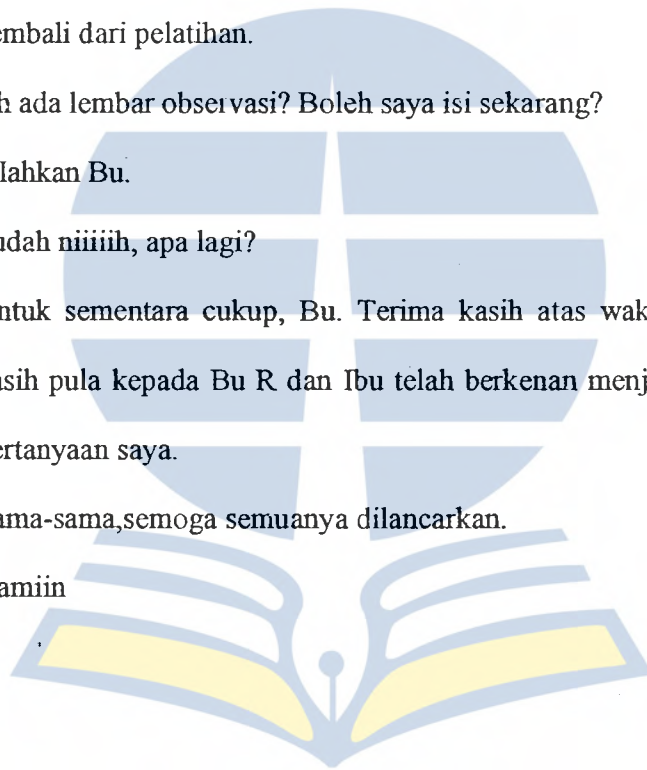 embali dari pelatihan.
h ada lembar observasi? Boleh saya isi sekarang?
lahkan Bu.
udah niiiiih, apa lagi?
ntuk sementara cukup, Bu. Terima kasih atas wak
asih pula kepada Bu R dan Ibu telah berkenan menj
ertanyaan saya.
ama-sama,semoga semuanya dilancarkan.
amiin